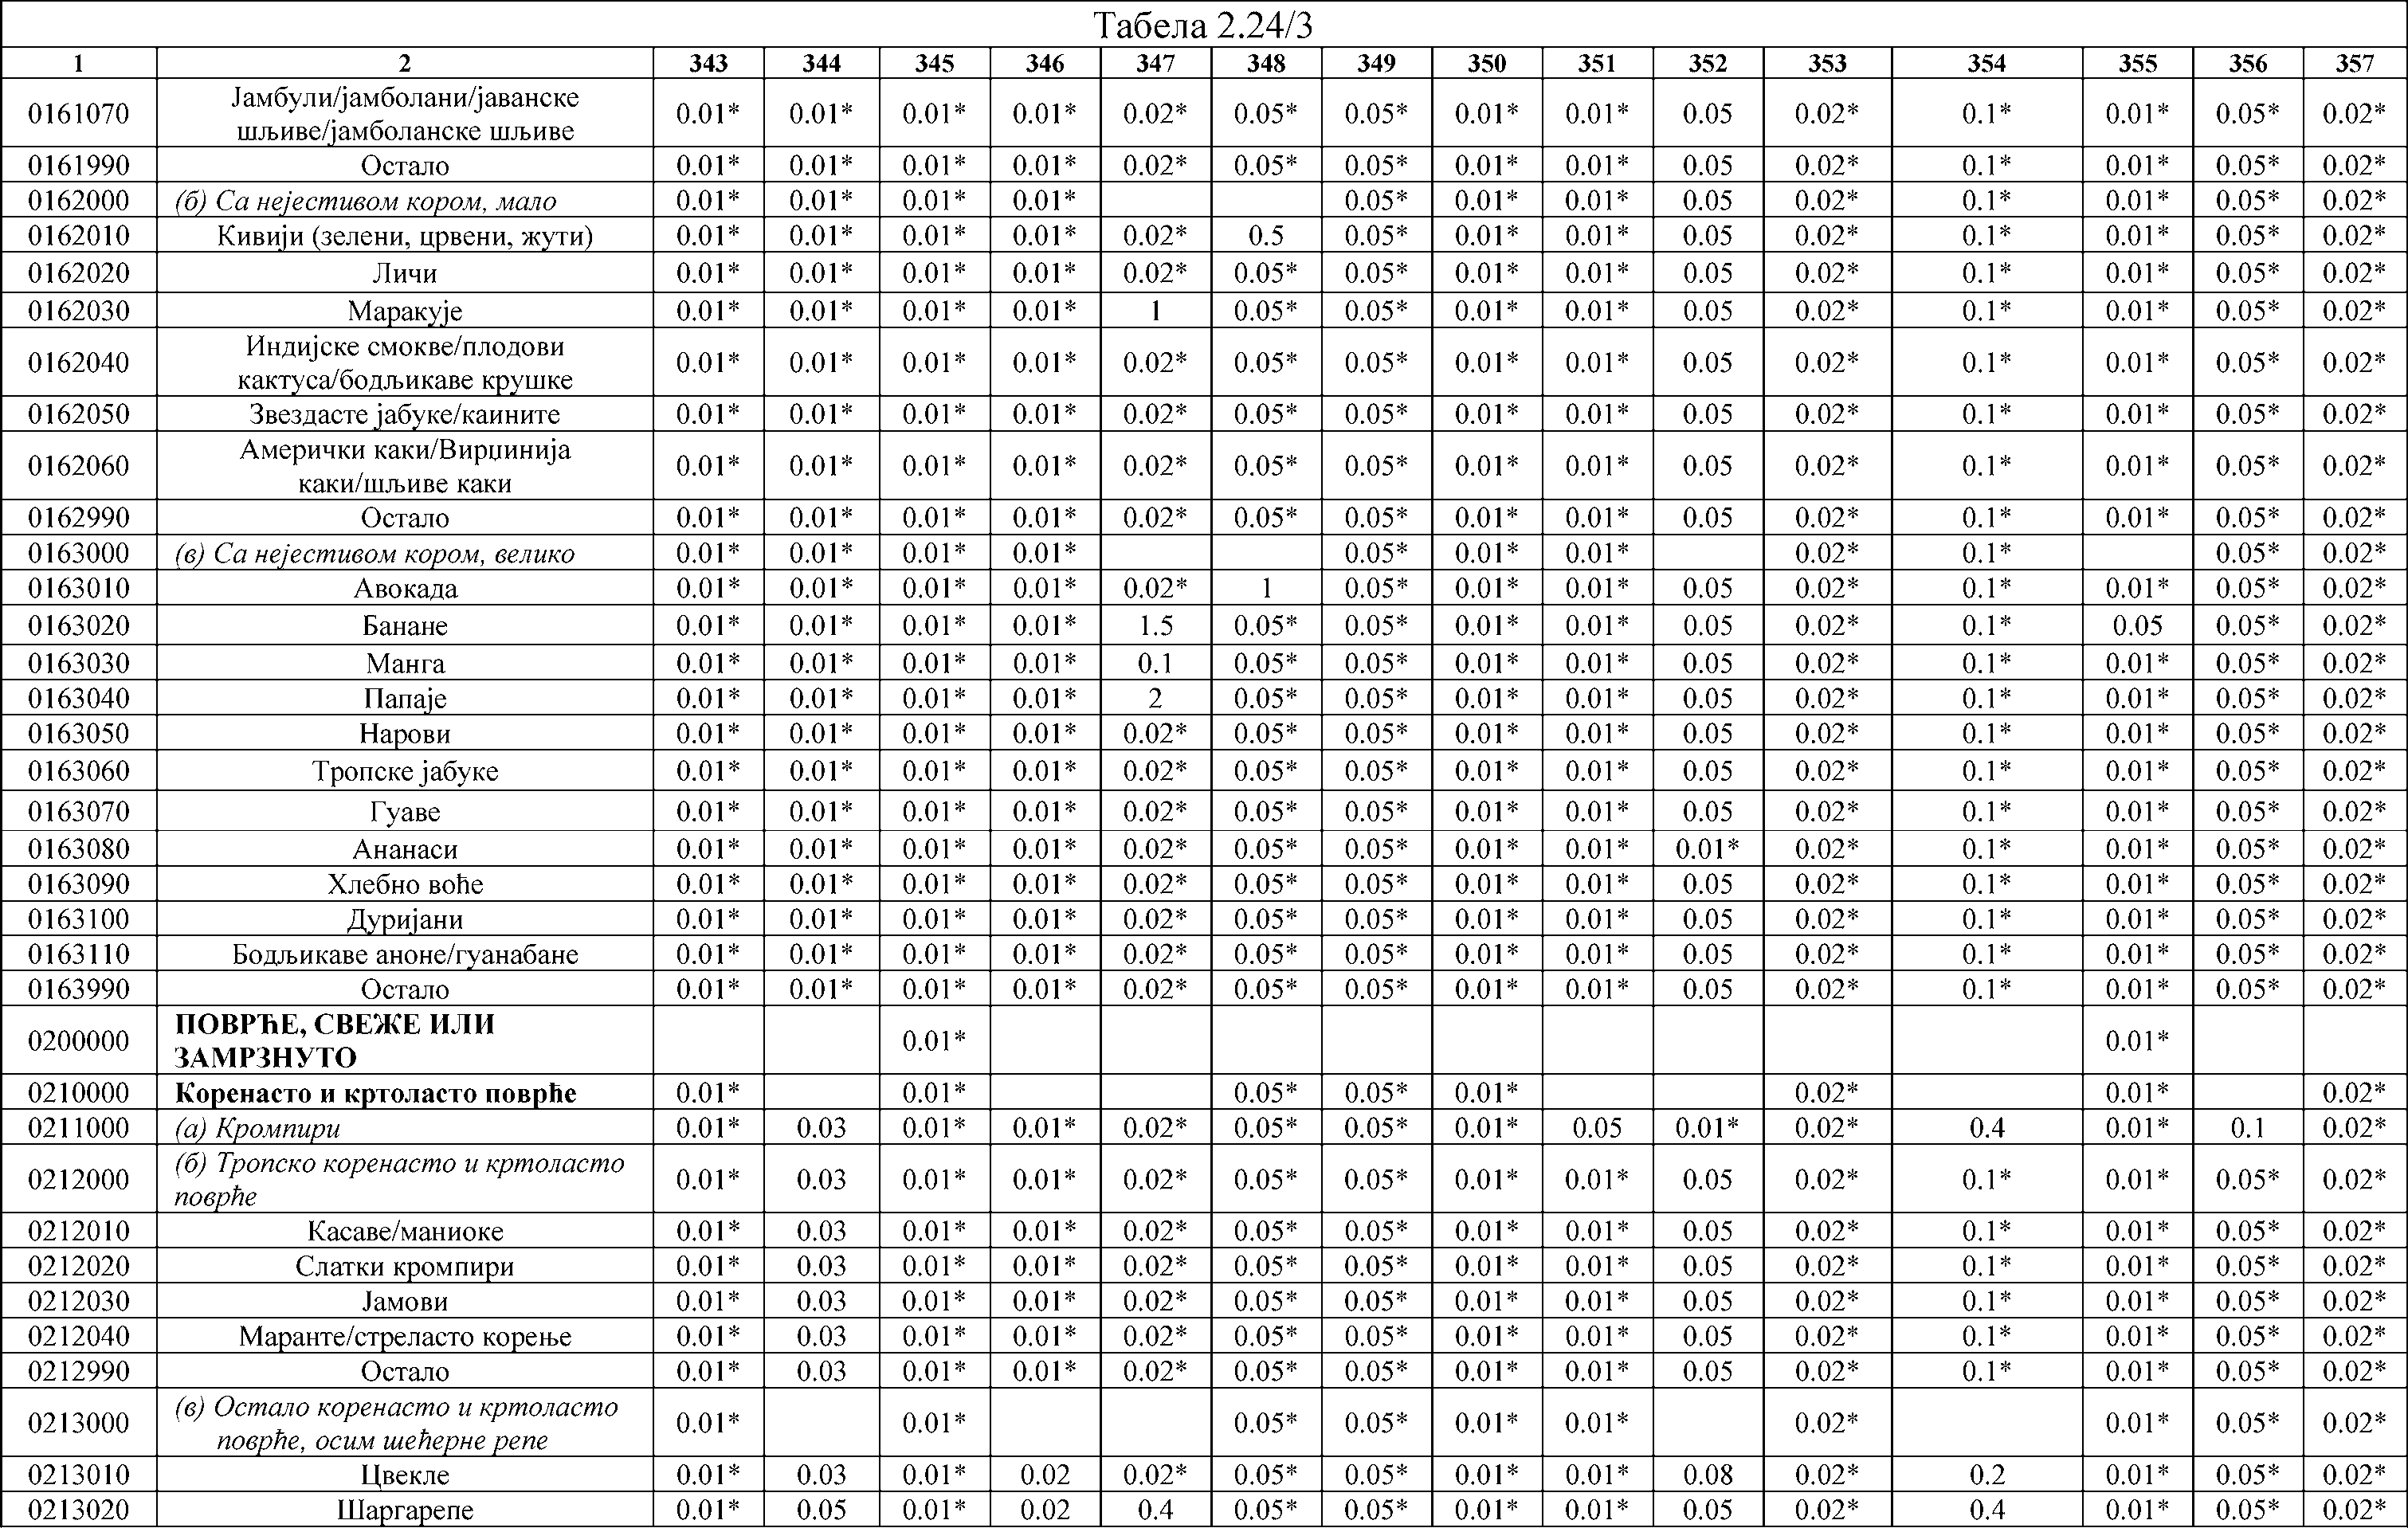 Табела 2.24/3
1 2 343 344 345 346 347 348 349 350 351 352 353 354 355 356 357
Јамбули/јамболани/јаванске
0161070 0.01* 0.01* 0.01* 0.01* 0.02* 0.05* 0.05* 0.01* 0.01* 0.05 0.02* 0.1* 0.01* 0.05* 0.02*
шљиве/јамболанске шљиве
0161990 Остало 0.01* 0.01* 0.01* 0.01* 0.02* 0.05* 0.05* 0.01* 0.01* 0.05 0.02* 0.1* 0.01* 0.05* 0.02*
0162000 (б) Са нејестивом кором, мало 0.01* 0.01* 0.01* 0.01* 0.05* 0.01* 0.01* 0.05 0.02* 0.1* 0.01* 0.05* 0.02*
0162010 Кивији (зелени, црвени, жути) 0.01* 0.01* 0.01* 0.01* 0.02* 0.5 0.05* 0.01* 0.01* 0.05 0.02* 0.1* 0.01* 0.05* 0.02*
0162020 Личи 0.01* 0.01* 0.01* 0.01* 0.02* 0.05* 0.05* 0.01* 0.01* 0.05 0.02* 0.1* 0.01* 0.05* 0.02*
0162030 Маракује 0.01* 0.01* 0.01* 0.01* 1 0.05* 0.05* 0.01* 0.01* 0.05 0.02* 0.1* 0.01* 0.05* 0.02*
Индијске смокве/плодови
0162040 0.01* 0.01* 0.01* 0.01* 0.02* 0.05* 0.05* 0.01* 0.01* 0.05 0.02* 0.1* 0.01* 0.05* 0.02*
кактуса/бодљикаве крушке
0162050 Звездасте јабуке/каините 0.01* 0.01* 0.01* 0.01* 0.02* 0.05* 0.05* 0.01* 0.01* 0.05 0.02* 0.1* 0.01* 0.05* 0.02*
Амерички каки/Вирџинија
0162060 0.01* 0.01* 0.01* 0.01* 0.02* 0.05* 0.05* 0.01* 0.01* 0.05 0.02* 0.1* 0.01* 0.05* 0.02*
каки/шљиве каки
0162990 Остало 0.01* 0.01* 0.01* 0.01* 0.02* 0.05* 0.05* 0.01* 0.01* 0.05 0.02* 0.1* 0.01* 0.05* 0.02*
0163000 (в) Са нејестивом кором, велико 0.01* 0.01* 0.01* 0.01* 0.05* 0.01* 0.01* 0.02* 0.1* 0.05* 0.02*
0163010 Авокада 0.01* 0.01* 0.01* 0.01* 0.02* 1 0.05* 0.01* 0.01* 0.05 0.02* 0.1* 0.01* 0.05* 0.02*
0163020 Банане 0.01* 0.01* 0.01* 0.01* 1.5 0.05* 0.05* 0.01* 0.01* 0.05 0.02* 0.1* 0.05 0.05* 0.02*
0163030 Манга 0.01* 0.01* 0.01* 0.01* 0.1 0.05* 0.05* 0.01* 0.01* 0.05 0.02* 0.1* 0.01* 0.05* 0.02*
0163040 Папаје 0.01* 0.01* 0.01* 0.01* 2 0.05* 0.05* 0.01* 0.01* 0.05 0.02* 0.1* 0.01* 0.05* 0.02*
0163050 Нарови 0.01* 0.01* 0.01* 0.01* 0.02* 0.05* 0.05* 0.01* 0.01* 0.05 0.02* 0.1* 0.01* 0.05* 0.02*
0163060 Тропске јабуке 0.01* 0.01* 0.01* 0.01* 0.02* 0.05* 0.05* 0.01* 0.01* 0.05 0.02* 0.1* 0.01* 0.05* 0.02*
0163070 Гуаве 0.01* 0.01* 0.01* 0.01* 0.02* 0.05* 0.05* 0.01* 0.01* 0.05 0.02* 0.1* 0.01* 0.05* 0.02*
0163080 Ананаси 0.01* 0.01* 0.01* 0.01* 0.02* 0.05* 0.05* 0.01* 0.01* 0.01* 0.02* 0.1* 0.01* 0.05* 0.02*
0163090 Хлебно воће 0.01* 0.01* 0.01* 0.01* 0.02* 0.05* 0.05* 0.01* 0.01* 0.05 0.02* 0.1* 0.01* 0.05* 0.02*
0163100 Дуријани 0.01* 0.01* 0.01* 0.01* 0.02* 0.05* 0.05* 0.01* 0.01* 0.05 0.02* 0.1* 0.01* 0.05* 0.02*
0163110 Бодљикаве аноне/гуанабане 0.01* 0.01* 0.01* 0.01* 0.02* 0.05* 0.05* 0.01* 0.01* 0.05 0.02* 0.1* 0.01* 0.05* 0.02*
0163990 Остало 0.01* 0.01* 0.01* 0.01* 0.02* 0.05* 0.05* 0.01* 0.01* 0.05 0.02* 0.1* 0.01* 0.05* 0.02*
ПОВРЋЕ, СВЕЖЕ ИЛИ
0200000 0.01* 0.01*
ЗАМРЗНУТО
0210000 Коренасто и кртоласто поврће 0.01* 0.01* 0.05* 0.05* 0.01* 0.02* 0.01* 0.02*
0211000 (а) Кромпири 0.01* 0.03 0.01* 0.01* 0.02* 0.05* 0.05* 0.01* 0.05 0.01* 0.02* 0.4 0.01* 0.1 0.02*
(б) Тропско коренасто и кртоласто
0212000 0.01* 0.03 0.01* 0.01* 0.02* 0.05* 0.05* 0.01* 0.01* 0.05 0.02* 0.1* 0.01* 0.05* 0.02*
поврће
0212010 Касаве/маниоке 0.01* 0.03 0.01* 0.01* 0.02* 0.05* 0.05* 0.01* 0.01* 0.05 0.02* 0.1* 0.01* 0.05* 0.02*
0212020 Слатки кромпири 0.01* 0.03 0.01* 0.01* 0.02* 0.05* 0.05* 0.01* 0.01* 0.05 0.02* 0.1* 0.01* 0.05* 0.02*
0212030 Јамови 0.01* 0.03 0.01* 0.01* 0.02* 0.05* 0.05* 0.01* 0.01* 0.05 0.02* 0.1* 0.01* 0.05* 0.02*
0212040 Маранте/стреласто корење 0.01* 0.03 0.01* 0.01* 0.02* 0.05* 0.05* 0.01* 0.01* 0.05 0.02* 0.1* 0.01* 0.05* 0.02*
0212990 Остало 0.01* 0.03 0.01* 0.01* 0.02* 0.05* 0.05* 0.01* 0.01* 0.05 0.02* 0.1* 0.01* 0.05* 0.02*
(в) Остало коренасто и кртоласто
0213000 0.01* 0.01* 0.05* 0.05* 0.01* 0.01* 0.02* 0.01* 0.05* 0.02*
поврће, осим шећерне репе
0213010 Цвекле 0.01* 0.03 0.01* 0.02 0.02* 0.05* 0.05* 0.01* 0.01* 0.08 0.02* 0.2 0.01* 0.05* 0.02*
0213020 Шаргарепе 0.01* 0.05 0.01* 0.02 0.4 0.05* 0.05* 0.01* 0.01* 0.05 0.02* 0.4 0.01* 0.05* 0.02*